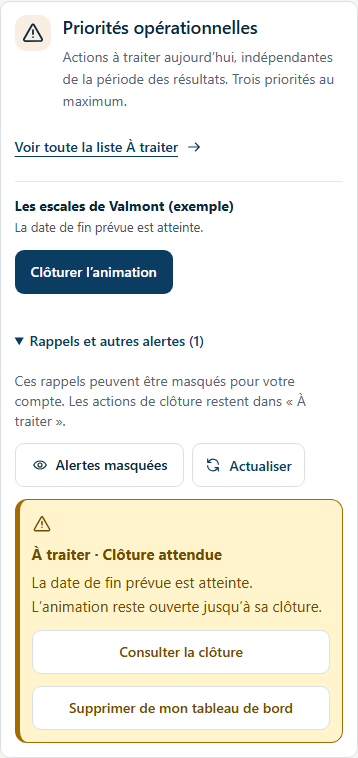 Priorités opérationnelles
Actions à traiter aujourd’hui, indépendantes
de la période des résultats. Trois priorités au
maximum.
Voir toute la liste À traiter →
Les escales de Valmont (exemple)
La date de fin prévue est atteinte.
Clôturer l’animation
▼ Rappels et autres alertes (1)
Ces rappels peuvent être masqués pour votre
compte. Les actions de clôture restent dans « À
traiter ».
Alertes masquées
Actualiser
À traiter · Clôture attendue
La date de fin prévue est atteinte.
L’animation reste ouverte jusqu’à sa clôture.
Consulter la clôture
Supprimer de mon tableau de bord